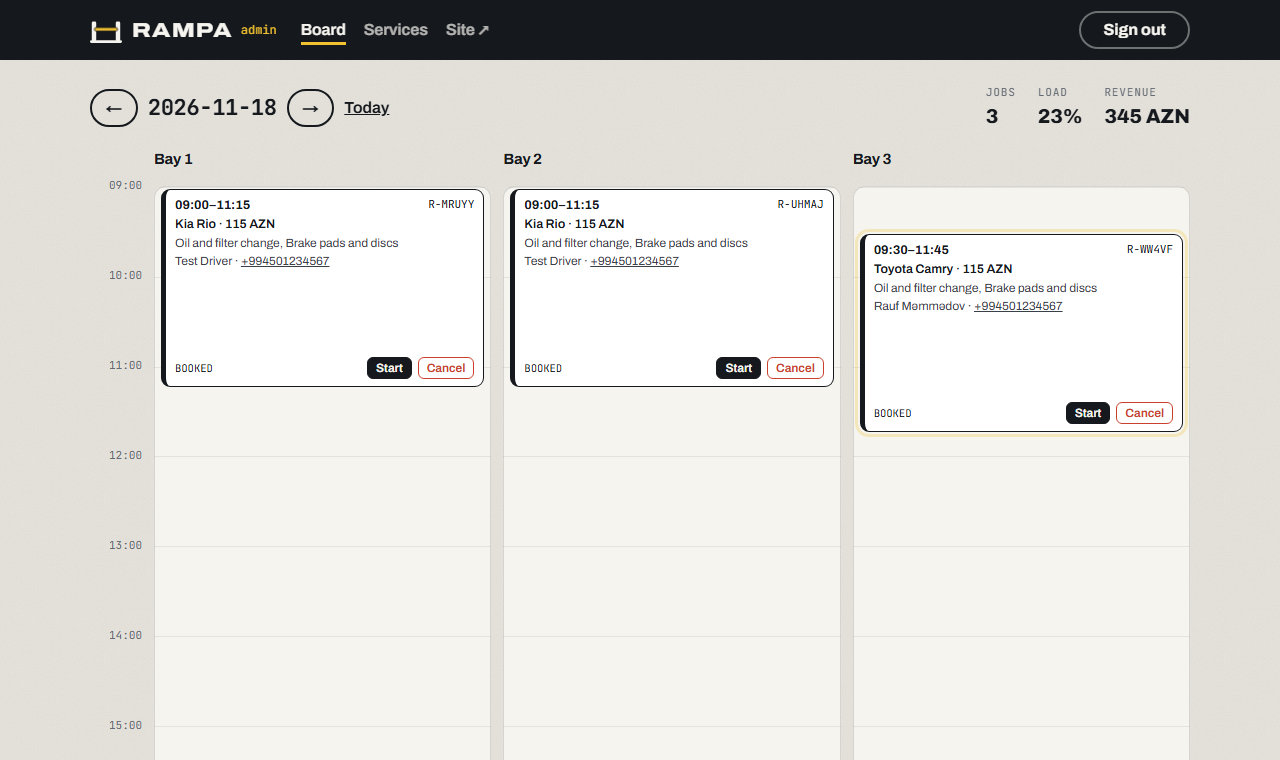 RAMPA admin Board Services Site ↗ Sign out
← 2026-11-18 → Today
JOBS LOAD REVENUE
3 23% 345 AZN
Bay 1 Bay 2 Bay 3
09:00
09:00–11:15 R-MRUYY
Kia Rio · 115 AZN
Oil and filter change, Brake pads and discs
Test Driver · +994501234567
BOOKED Start Cancel
09:00–11:15 R-UHMAJ
Kia Rio · 115 AZN
Oil and filter change, Brake pads and discs
Test Driver · +994501234567
BOOKED Start Cancel
09:30–11:45 R-WW4VF
Toyota Camry · 115 AZN
Oil and filter change, Brake pads and discs
Rauf Məmmədov · +994501234567
BOOKED Start Cancel
10:00
11:00
12:00
13:00
14:00
15:00